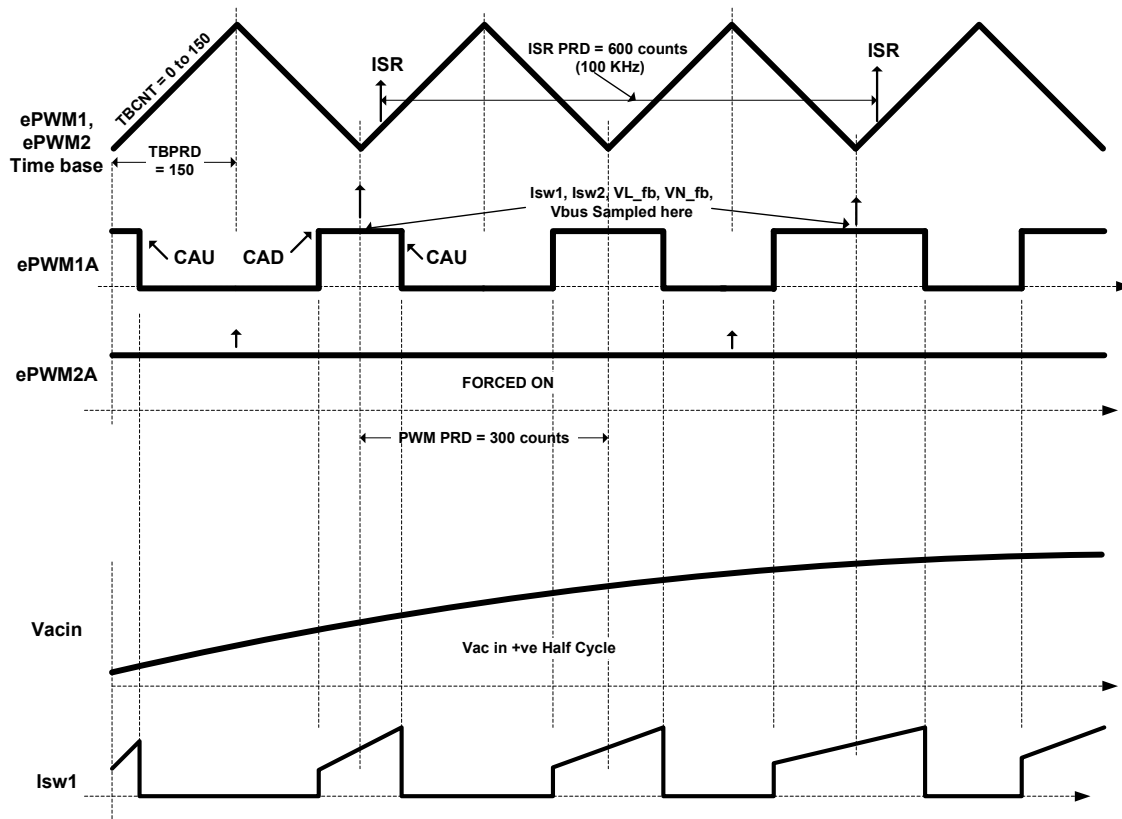 TBCNT = 0 to 150
ISR
ISR PRD = 600 counts
(100 KHz)
ISR
ePWM1,
ePWM2
Time base
TBPRD
= 150
Isw1, Isw2, VL_fb, VN_fb,
Vbus Sampled here
CAU
CAD
CAU
ePWM1A
ePWM2A
FORCED ON
PWM PRD = 300 counts
Vacin
Vac in +ve Half Cycle
Isw1